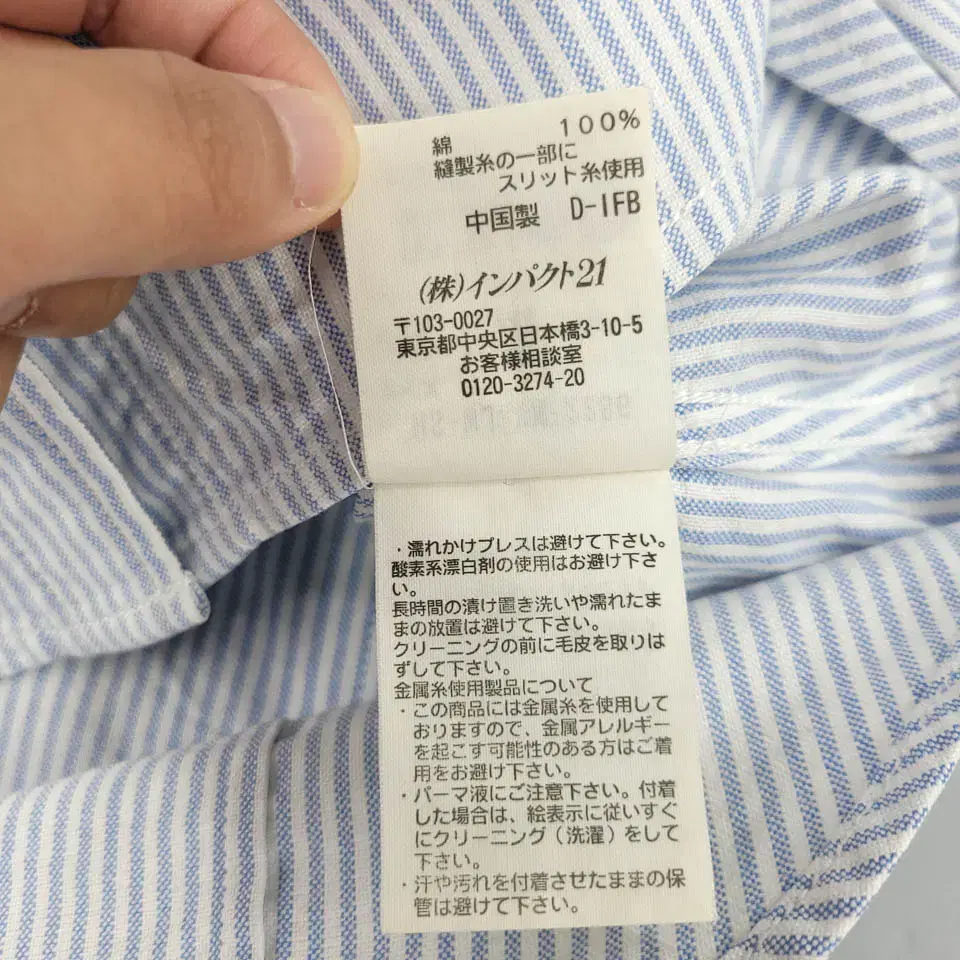 綿 100%
縫製糸の一部に
スリット糸使用
中国製 D-IFB
(株)インパクト21
〒103-0027
東京都中央区日本橋3-10-5
お客様相談室
0120-3274-20
・濡れかけプレスは避けて下さい。
酸素系漂白剤の使用はお避け下さ
い。
長時間の漬け置き洗いや濡れたま
まの放置は避けて下さい。
クリーニングの前に毛皮を取りは
ずして下さい。
金属糸使用製品について
・この商品には金属糸を使用して
おりますので、金属アレルギー
を起こす可能性のある方はご着
用をお避け下さい。
・パーマ液にご注意下さい。付着
した場合は、絵表示に従いすぐ
にクリーニング(洗濯)をして
下さい。
・汗や汚れを付着させたままの保
管は避けて下さい。